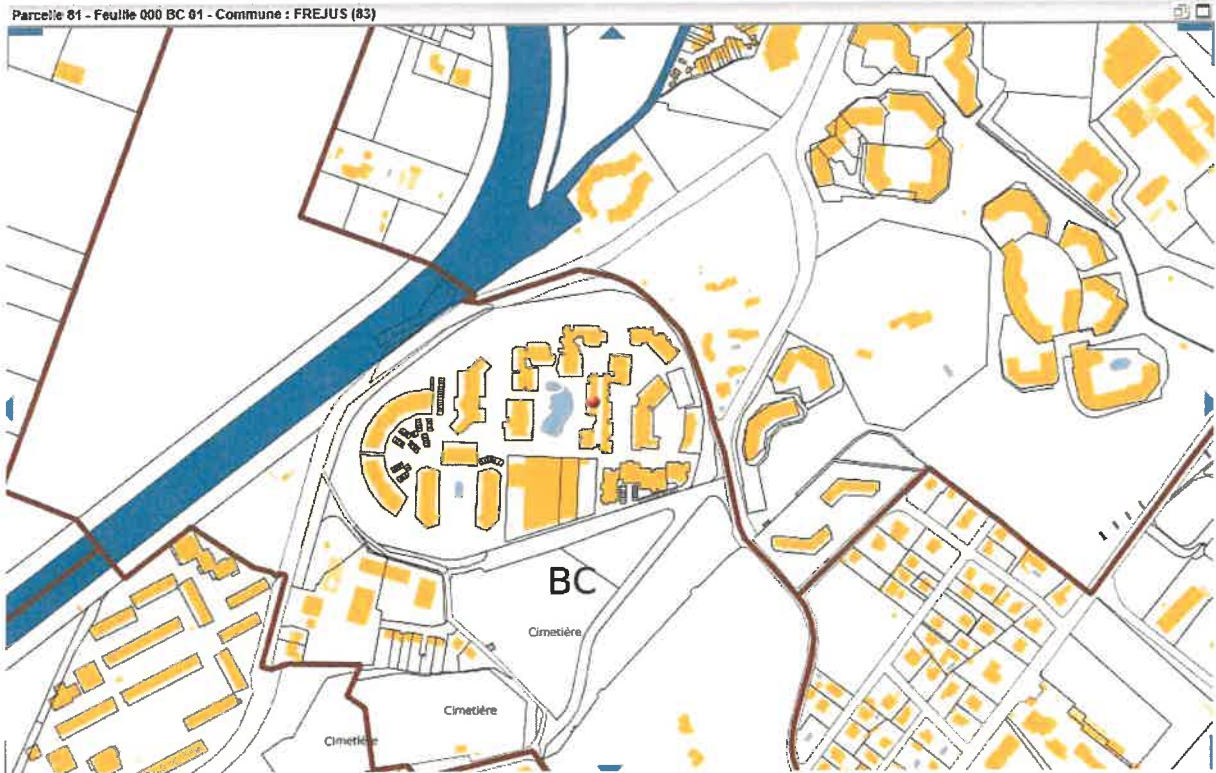 Parcelle 81 - Feuille 000 BC 01 - Commune : FREJUS (83)
BC
Cimetière
Cimetière
Cimetière